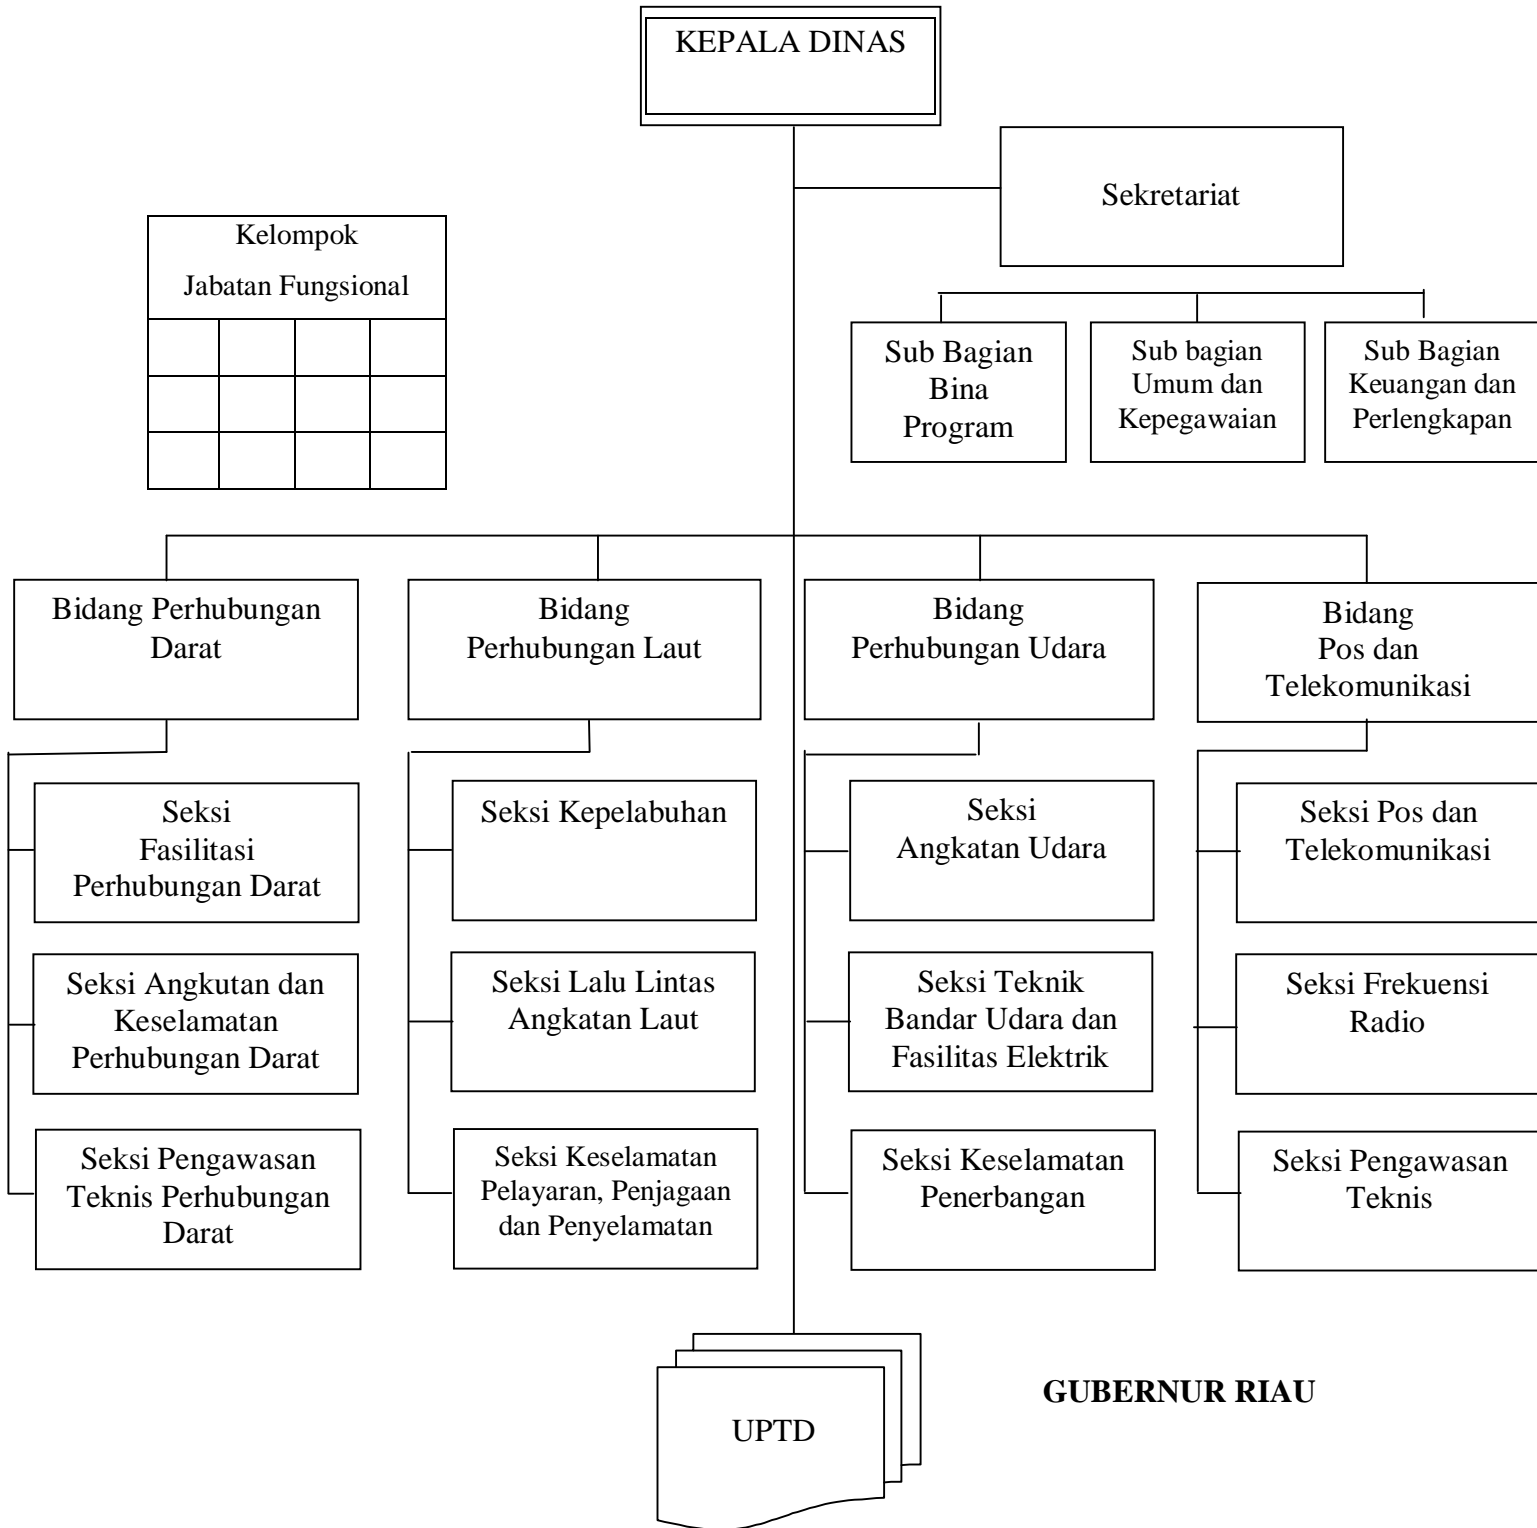 KEPALA DINAS
Sekretariat
Kelompok
Jabatan Fungsional
Sub Bagian
Bina
Program
Sub bagian
Umum dan
Kepegawaian
Sub Bagian
Keuangan dan
Perlengkapan
Bidang Perhubungan
Darat
Bidang
Perhubungan Laut
Bidang
Perhubungan Udara
Bidang
Pos dan
Telekomunikasi
Seksi
Fasilitasi
Perhubungan Darat
Seksi Kepelabuhan
Seksi
Angkatan Udara
Seksi Pos dan
Telekomunikasi
Seksi Angkutan dan
Keselamatan
Perhubungan Darat
Seksi Lalu Lintas
Angkatan Laut
Seksi Teknik
Bandar Udara dan
Fasilitas Elektrik
Seksi Frekuensi
Radio
Seksi Pengawasan
Teknis Perhubungan
Darat
Seksi Keselamatan
Pelayaran, Penjagaan
dan Penyelamatan
Seksi Keselamatan
Penerbangan
Seksi Pengawasan
Teknis
UPTD
GUBERNUR RIAU